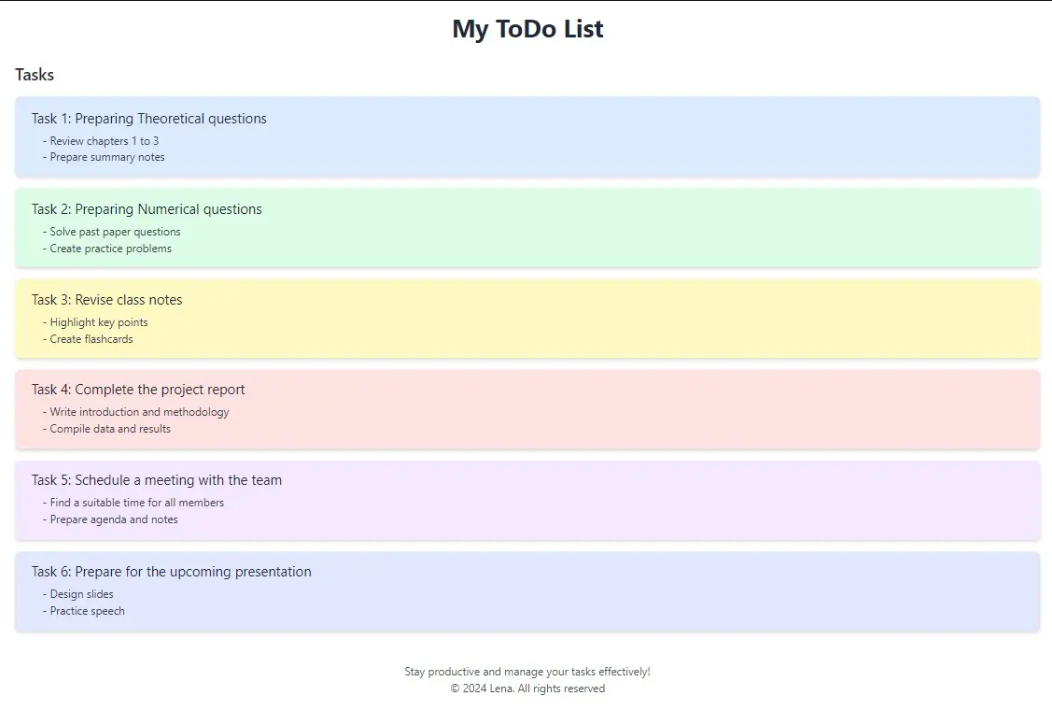 My ToDo List
Tasks
Task 1: Preparing Theoretical questions
- Review chapters 1 to 3
- Prepare summary notes
Task 2: Preparing Numerical questions
- Solve past paper questions
- Create practice problems
Task 3: Revise class notes
- Highlight key points
- Create flashcards
Task 4: Complete the project report
- Write introduction and methodology
- Compile data and results
Task 5: Schedule a meeting with the team
- Find a suitable time for all members
- Prepare agenda and notes
Task 6: Prepare for the upcoming presentation
- Design slides
- Practice speech
Stay productive and manage your tasks effectively!
© 2024 Lena. All rights reserved